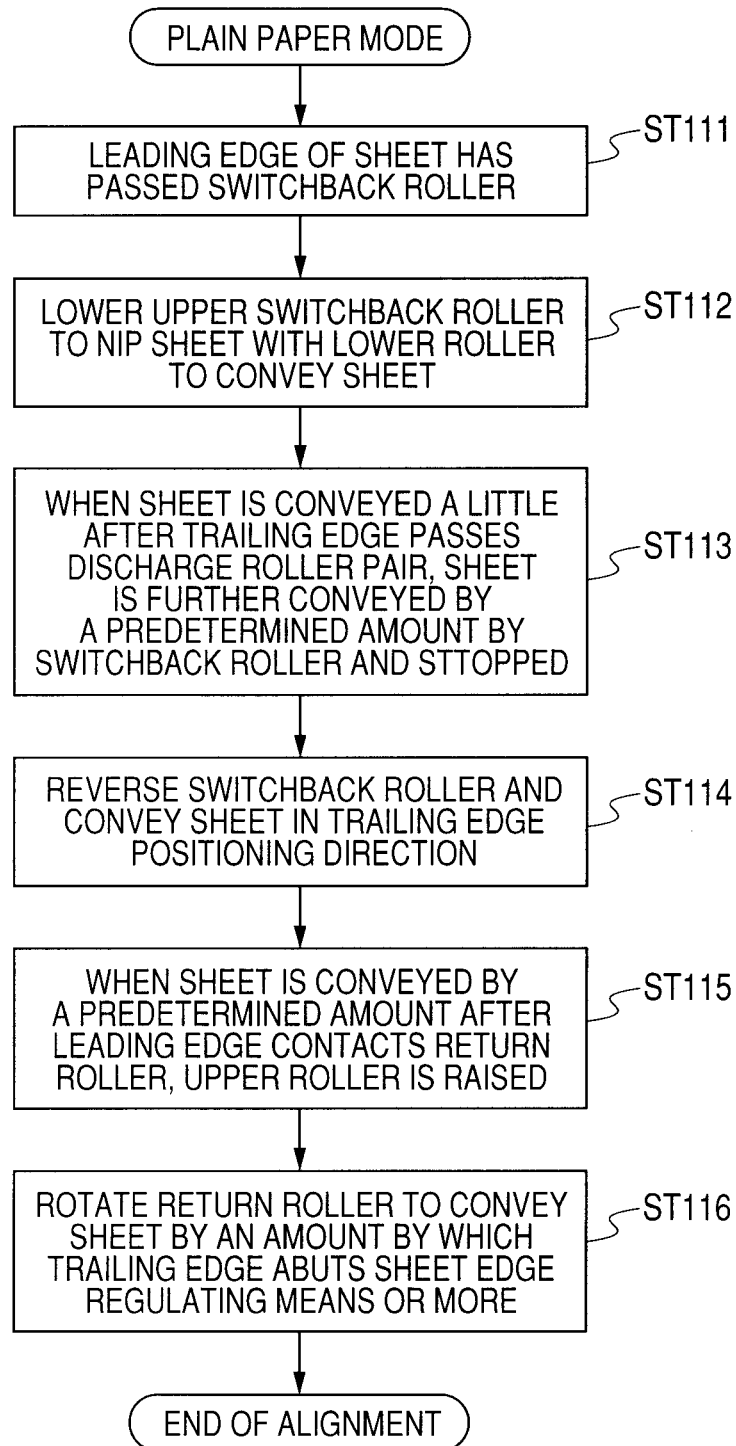 PLAIN PAPER MODE
LEADING EDGE OF SHEET HAS
PASSED SWITCHBACK ROLLER
ST111
LOWER UPPER SWITCHBACK ROLLER
TO NIP SHEET WITH LOWER ROLLER
TO CONVEY SHEET
ST112
WHEN SHEET IS CONVEYED A LITTLE
AFTER TRAILING EDGE PASSES
DISCHARGE ROLLER PAIR, SHEET
IS FURTHER CONVEYED BY
A PREDETERMINED AMOUNT BY
SWITCHBACK ROLLER AND STTOPPED
ST113
REVERSE SWITCHBACK ROLLER AND
CONVEY SHEET IN TRAILING EDGE
POSITIONING DIRECTION
ST114
WHEN SHEET IS CONVEYED BY
A PREDETERMINED AMOUNT AFTER
LEADING EDGE CONTACTS RETURN
ROLLER, UPPER ROLLER IS RAISED
ST115
ROTATE RETURN ROLLER TO CONVEY
SHEET BY AN AMOUNT BY WHICH
TRAILING EDGE ABUTS SHEET EDGE
REGULATING MEANS OR MORE
ST116
END OF ALIGNMENT